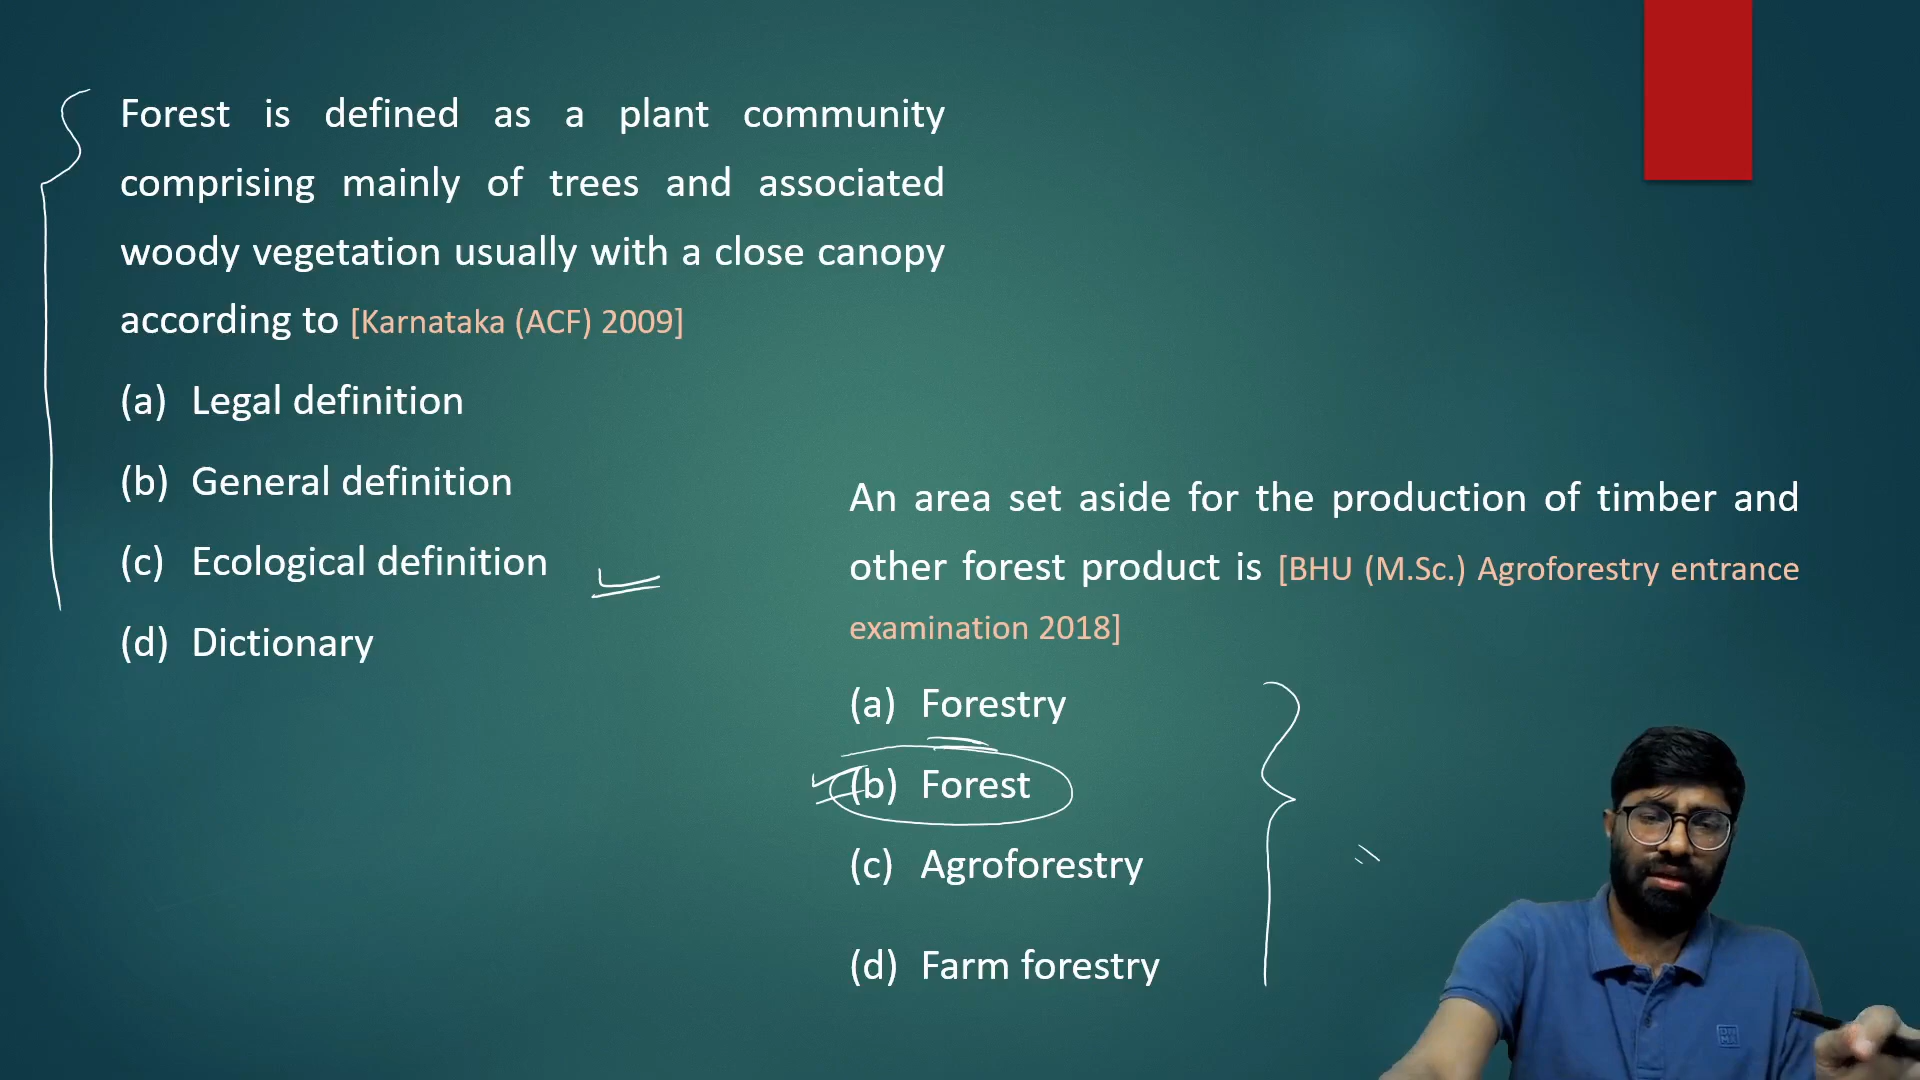 Forest is defined as a plant community
comprising mainly of trees and associated
woody vegetation usually with a close canopy
according to [Karnataka (ACF) 2009]
(a) Legal definition
(b) General definition
(c) Ecological definition
(d) Dictionary
An area set aside for the production of timber and
other forest product is [BHU (M.Sc.) Agroforestry entrance
examination 2018]
(a) Forestry
(b) Forest
(c) Agroforestry
(d) Farm forestry